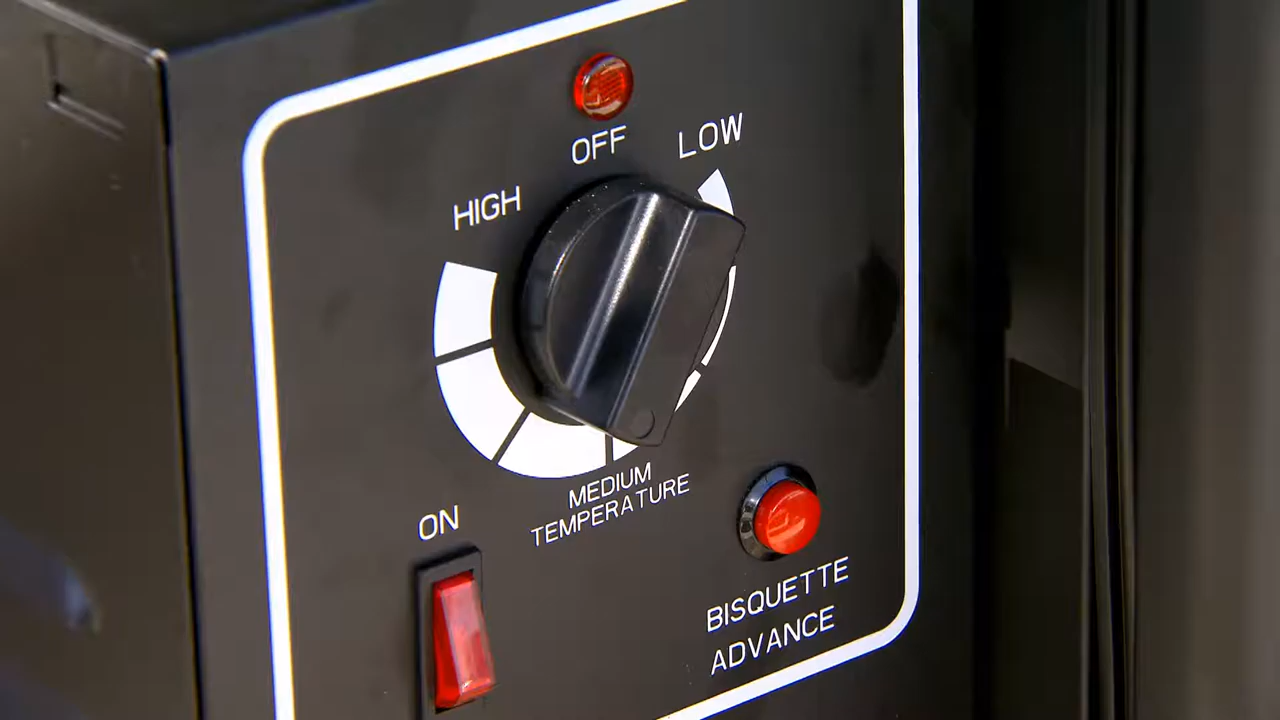 OFF
LOW
HIGH
MEDIUM
TEMPERATURE
ON
BISQUETTE
ADVANCE